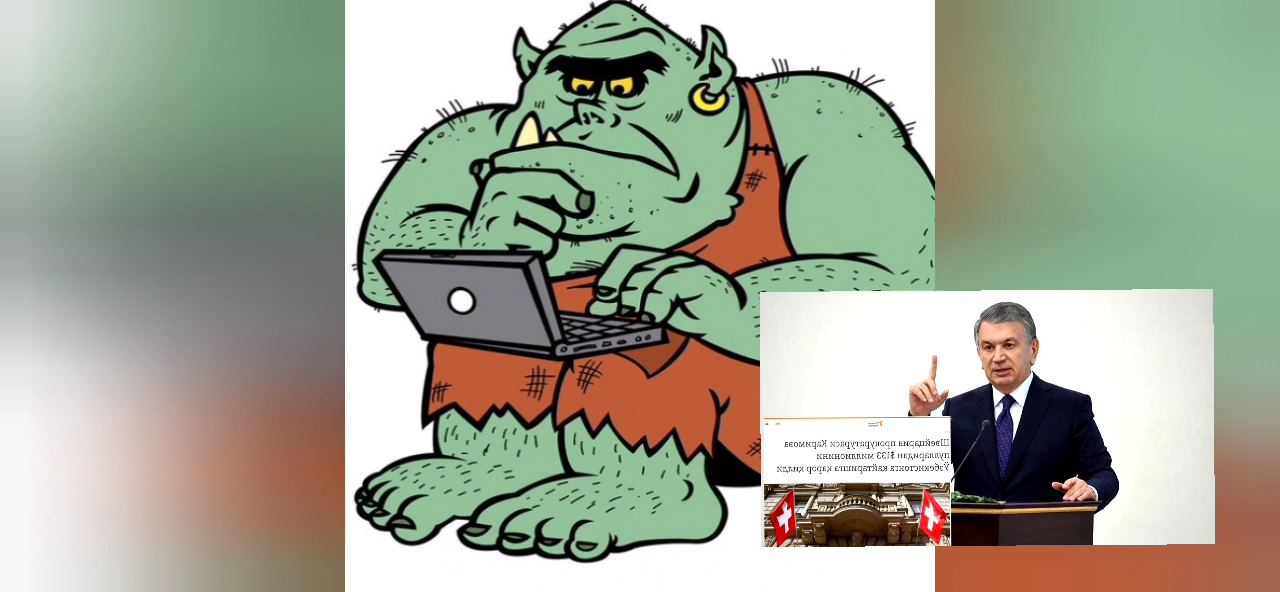 Швейцария прокуратураси Каримова
пулларидан $133 миллионини
Ўзбекистонга қайтаришга қарор қилди